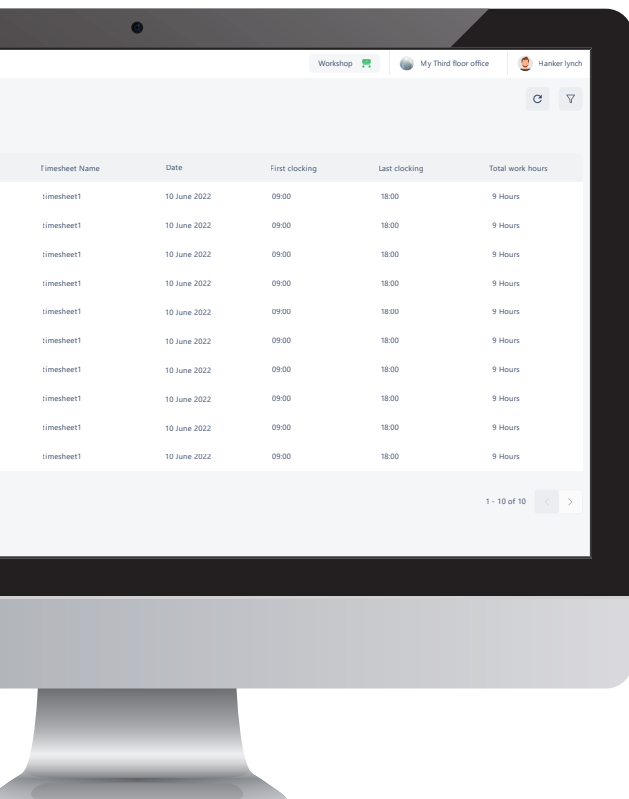 Workshop My Third floor office Hanker lynch
Timesheet Name Date First clocking Last clocking Total work hours
timesheet1 10 June 2022 09:00 18:00 9 Hours
timesheet1 10 June 2022 09:00 18:00 9 Hours
timesheet1 10 June 2022 09:00 18:00 9 Hours
timesheet1 10 June 2022 09:00 18:00 9 Hours
timesheet1 10 June 2022 09:00 18:00 9 Hours
timesheet1 10 June 2022 09:00 18:00 9 Hours
timesheet1 10 June 2022 09:00 18:00 9 Hours
timesheet1 10 June 2022 09:00 18:00 9 Hours
timesheet1 10 June 2022 09:00 18:00 9 Hours
timesheet1 10 June 2022 09:00 18:00 9 Hours
1 - 10 of 10